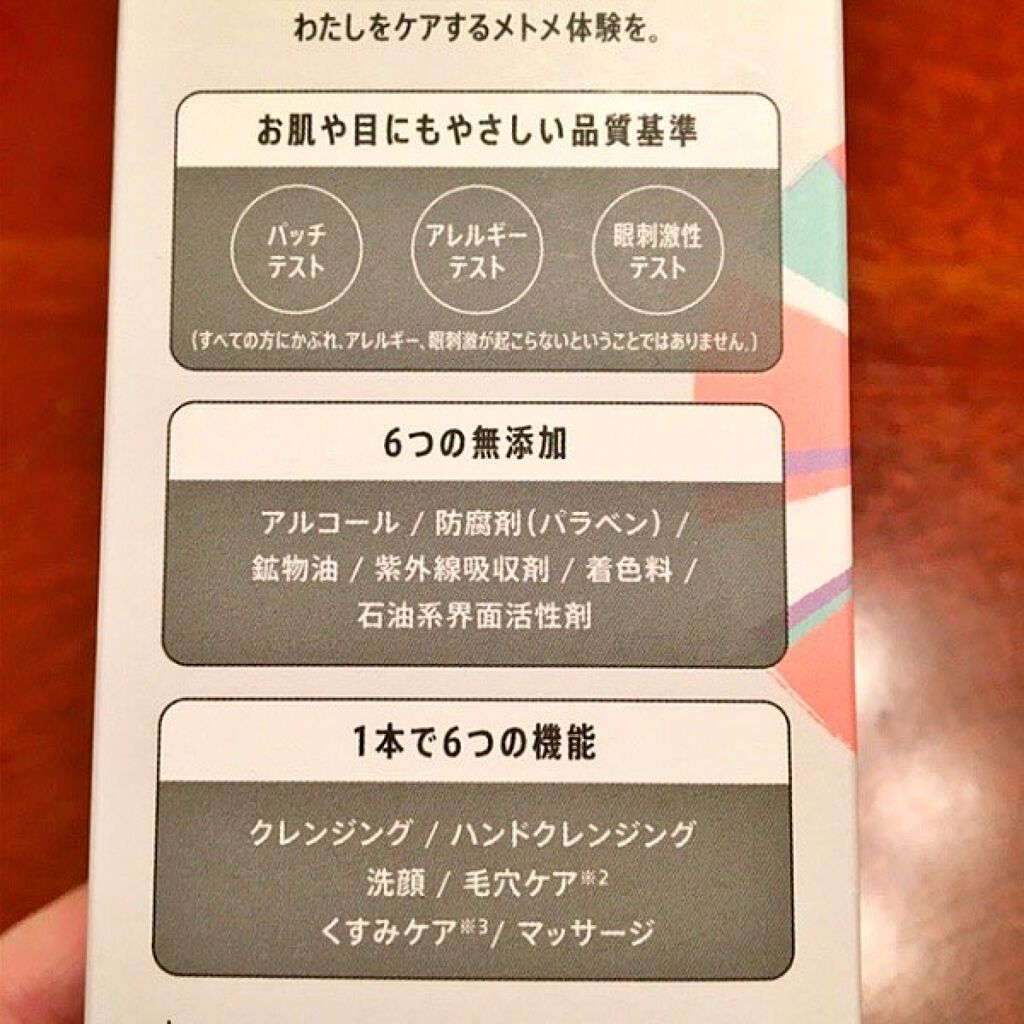 わたしをケアするメトメ体験を。
お肌や目にもやさしい品質基準
パッチ
テスト
アレルギー
テスト
眼刺激性
テスト
(すべての方にかぶれ、アレルギー、眼刺激が起こらないということではありません。)
6つの無添加
アルコール / 防腐剤(パラベン) /
鉱物油 / 紫外線吸収剤 / 着色料 /
石油系界面活性剤
1本で6つの機能
クレンジング / ハンドクレンジング
洗顔 / 毛穴ケア※2
くすみケア※3/ マッサージ